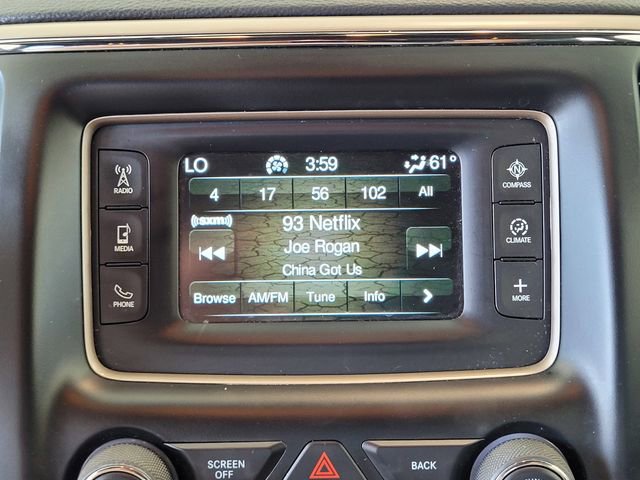 LO 3:59 61°
4 17 56 102 All
((sxm))
93 Netflix
Joe Rogan
China Got Us
Browse AM/FM Tune Info
RADIO
MEDIA
PHONE
N
COMPASS
CLIMATE
MORE
SCREEN OFF
BACK